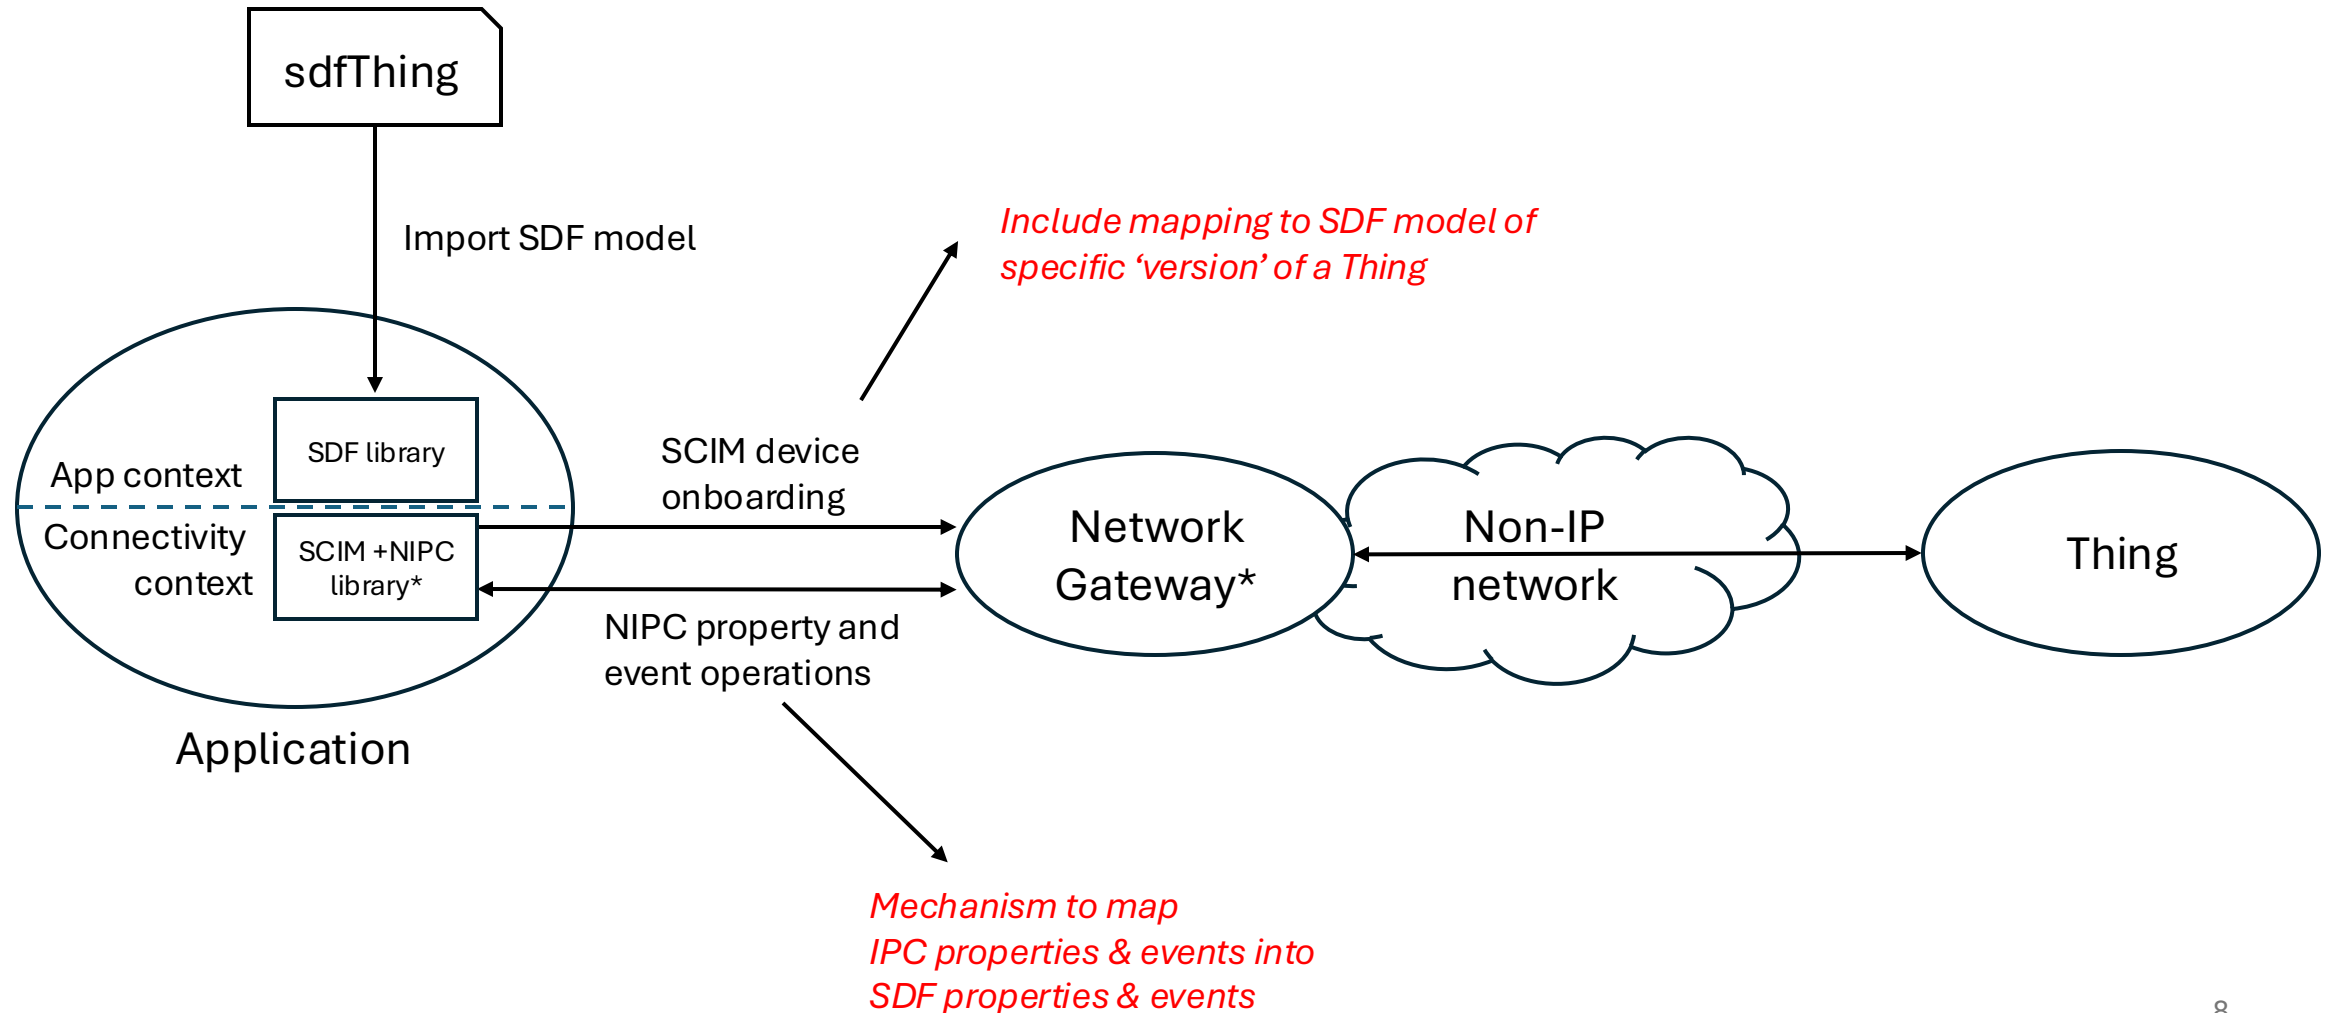 sdfThing
Import SDF model
Include mapping to SDF model of
specific ‘version’ of a Thing
SDF library
App context
Connectivity
context
SCIM +NIPC
library*
SCIM device
onboarding
NIPC property and
event operations
Network
Gateway*
Non-IP
network
Thing
Application
Mechanism to map
IPC properties & events into
SDF properties & events
8